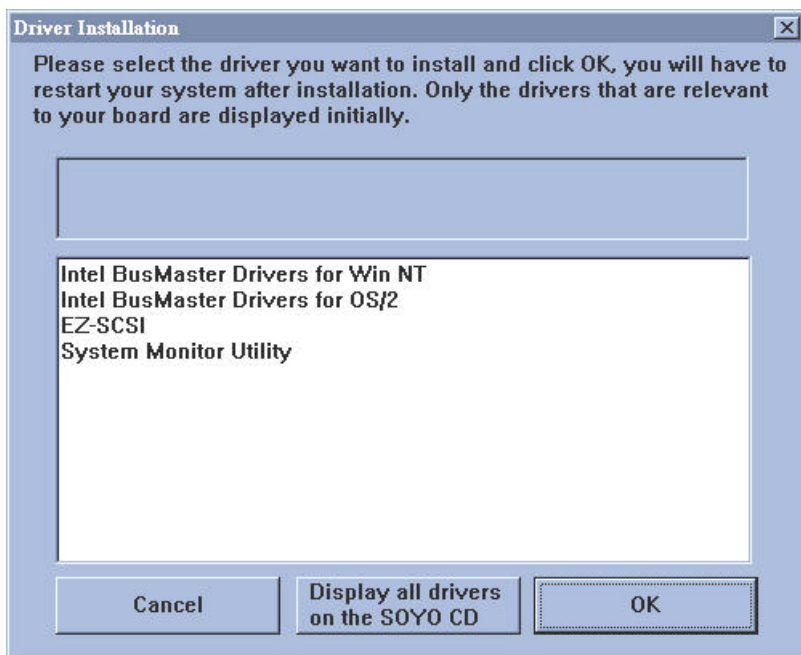 Driver Installation
Please select the driver you want to install and click OK, you will have to
restart your system after installation. Only the drivers that are relevant
to your board are displayed initially.
Intel BusMaster Drivers for Win NT
Intel BusMaster Drivers for OS/2
EZ-SCSI
System Monitor Utility
Cancel
Display all drivers
on the SOYO CD
OK